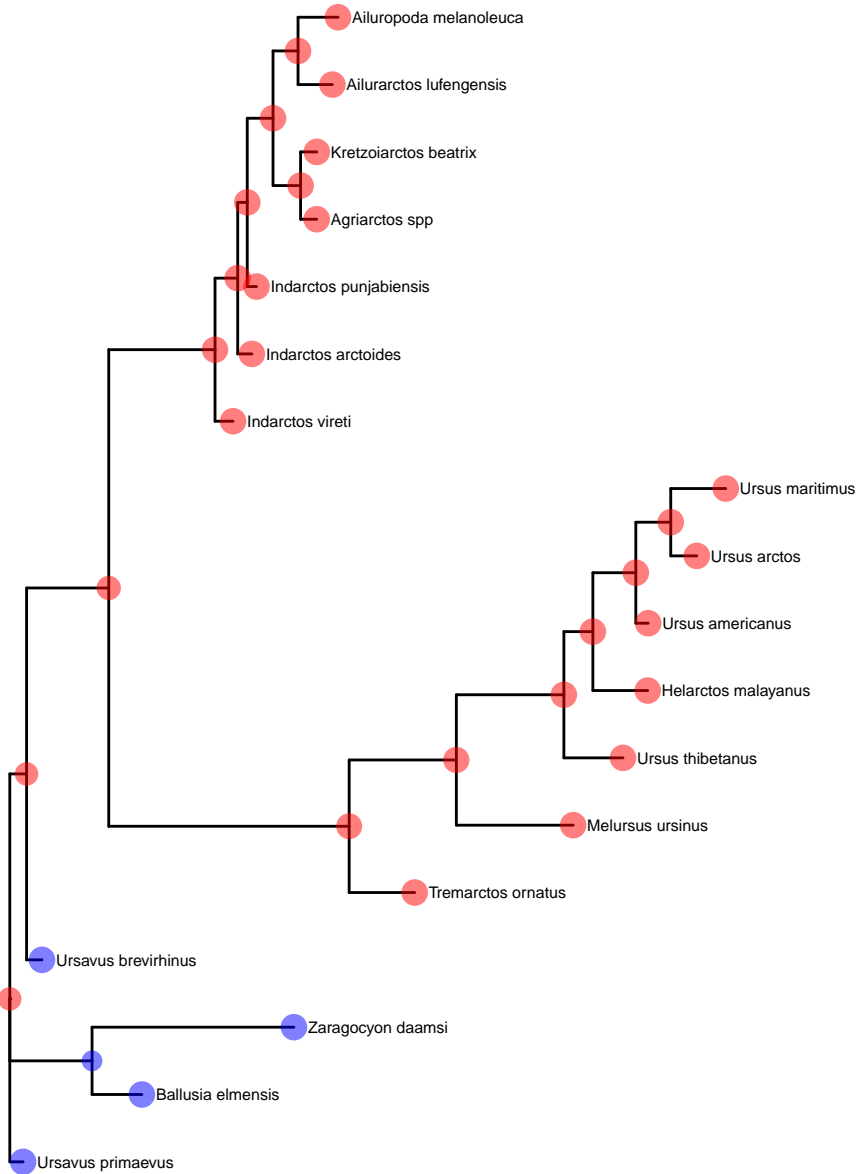 Ailuropoda melanoleuca
Ailurarctos lufengensis
Kretzoiarctos beatrix
Agriarctos spp
Indarctos punjabiensis
Indarctos arctoides
Indarctos vireti
Ursus maritimus
Ursus arctos
Ursus americanus
Helarctos malayanus
Ursus thibetanus
Melursus ursinus
Tremarctos ornatus
Ursavus brevirhinus
Zaragocyon daamsi
Ballusia elmensis
Ursavus primaevus